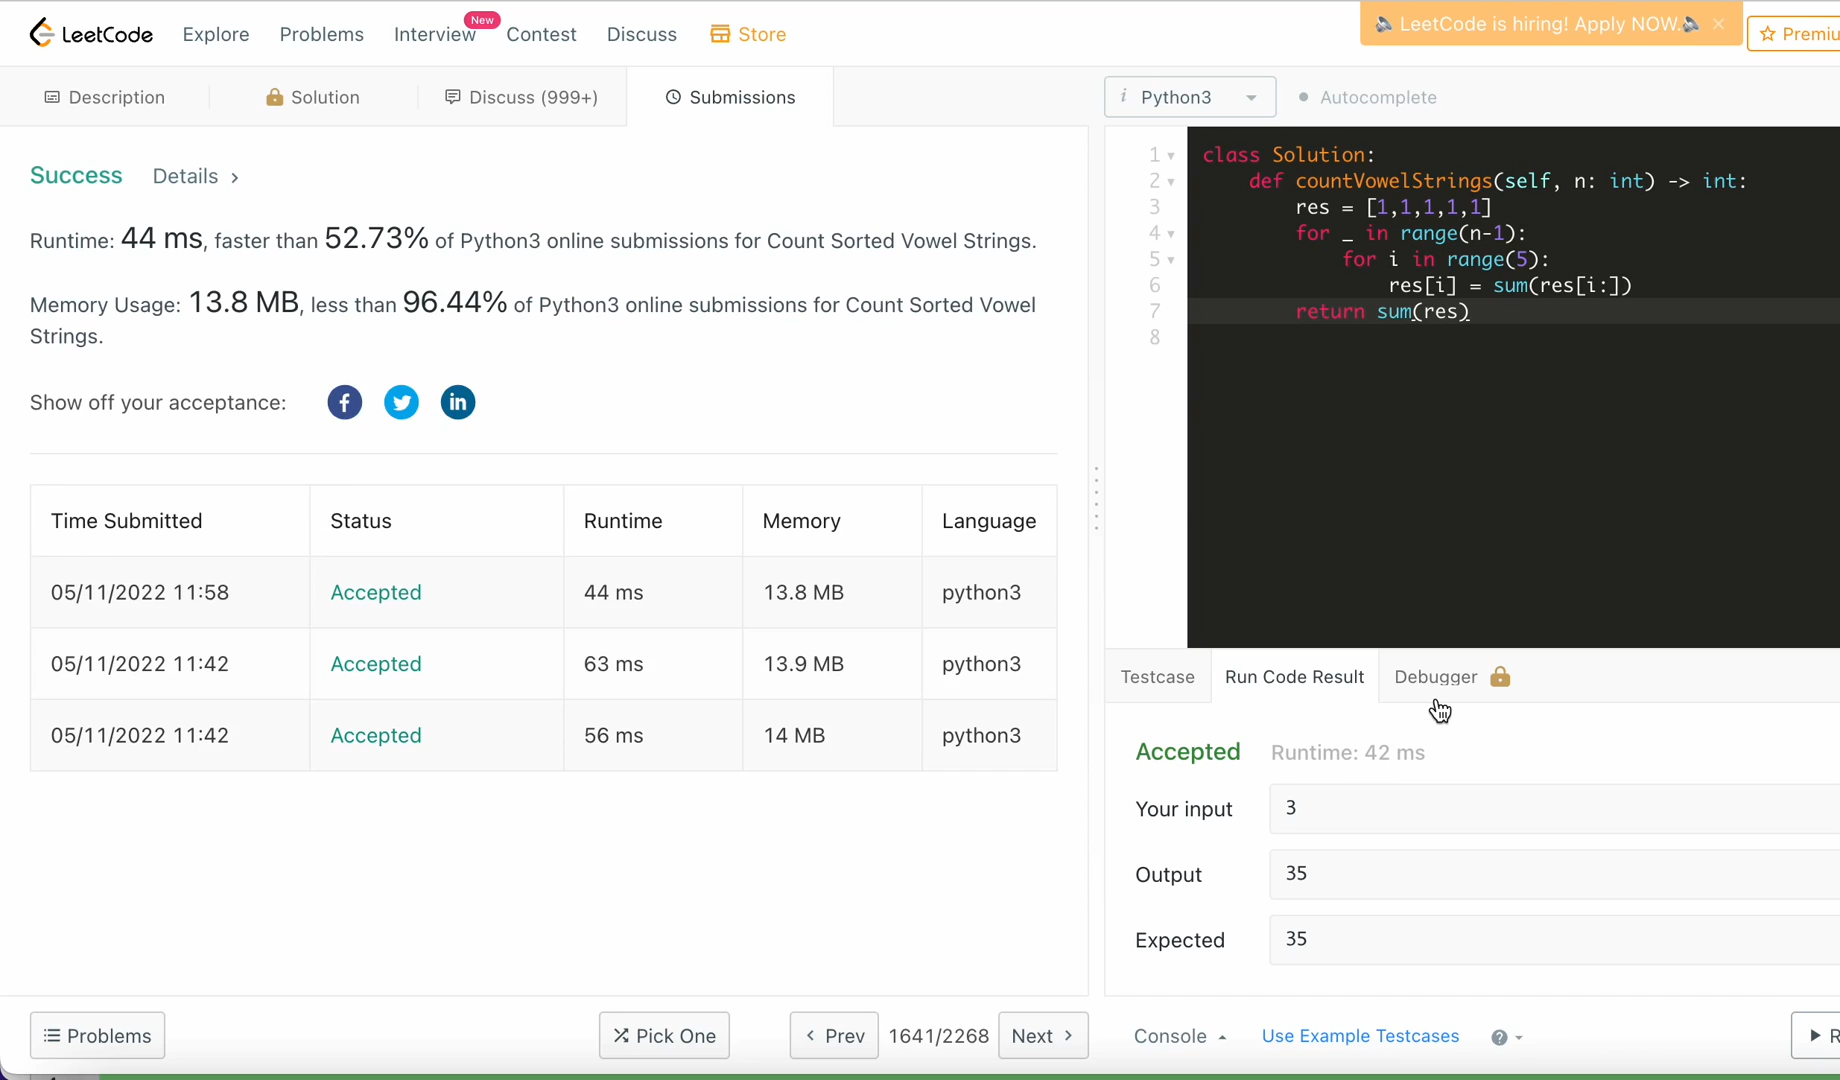 LeetCode Explore Problems Interview New Contest Discuss Store
LeetCode is hiring! Apply NOW.
Description Solution Discuss (999+) Submissions
i Python3 Autocomplete
Success Details >
Runtime: 44 ms, faster than 52.73% of Python3 online submissions for Count Sorted Vowel Strings.
Memory Usage: 13.8 MB, less than 96.44% of Python3 online submissions for Count Sorted Vowel
Strings.
Show off your acceptance:
Time Submitted Status Runtime Memory Language
05/11/2022 11:58 Accepted 44 ms 13.8 MB python3
05/11/2022 11:42 Accepted 63 ms 13.9 MB python3
05/11/2022 11:42 Accepted 56 ms 14 MB python3
1 class Solution:
2 def countVowelStrings(self, n: int) -> int:
3 res = [1,1,1,1,1]
4 for _ in range(n-1):
5 for i in range(5):
6 res[i] = sum(res[i:])
7 return sum(res)
8
Testcase Run Code Result Debugger
Accepted Runtime: 42 ms
Your input 3
Output 35
Expected 35
Problems Pick One < Prev 1641/2268 Next >
Console Use Example Testcases ?